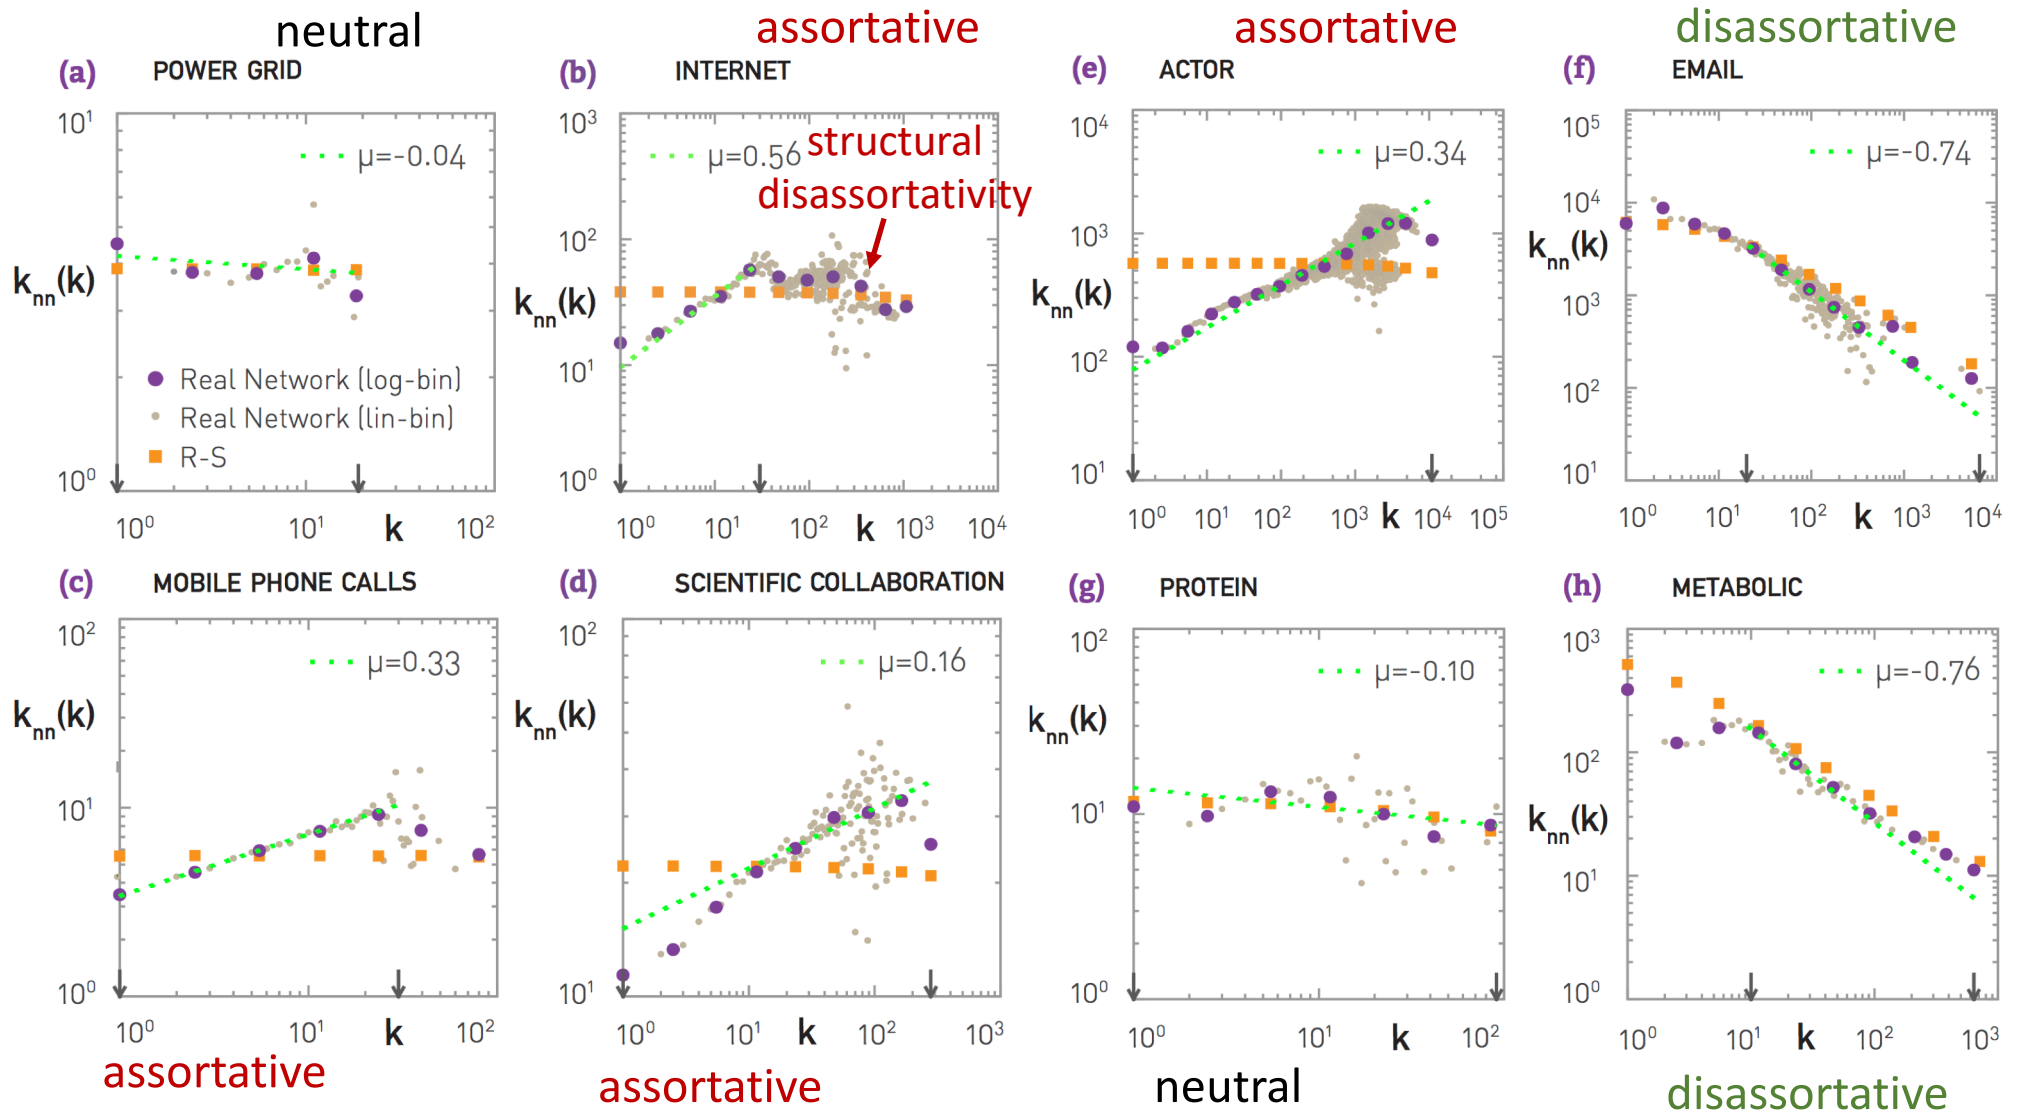 neutral
assortative
assortative
disassortative
(a) POWER GRID
(b) INTERNET
(e) ACTOR
(f) EMAIL
10¹
μ=-0.04
k_nn(k)
Real Network (log-bin)
Real Network (lin-bin)
R-S
10⁰
10⁰ 10¹ k 10²
10³
μ=0.56
structural
disassortativity
10²
k_nn(k)
10¹
10⁰
10⁰ 10¹ 10² k 10³ 10⁴
10⁴
μ=0.34
10³
k_nn(k)
10²
10¹
10⁰ 10¹ 10² 10³ k 10⁴ 10⁵
10⁵
μ=-0.74
10⁴
k_nn(k)
10³
10²
10¹
10⁰ 10¹ 10² k 10³ 10⁴
(c) MOBILE PHONE CALLS
(d) SCIENTIFIC COLLABORATION
(g) PROTEIN
(h) METABOLIC
10²
μ=0.33
k_nn(k)
10¹
10⁰
10⁰ 10¹ k 10²
assortative
10²
μ=0.16
k_nn(k)
10¹
10⁰ 10¹ k 10² 10³
assortative
10²
μ=-0.10
k_nn(k)
10¹
10⁰
10⁰ 10¹ k 10²
neutral
10³
μ=-0.76
10²
k_nn(k)
10¹
10⁰
10⁰ 10¹ k 10² 10³
disassortative